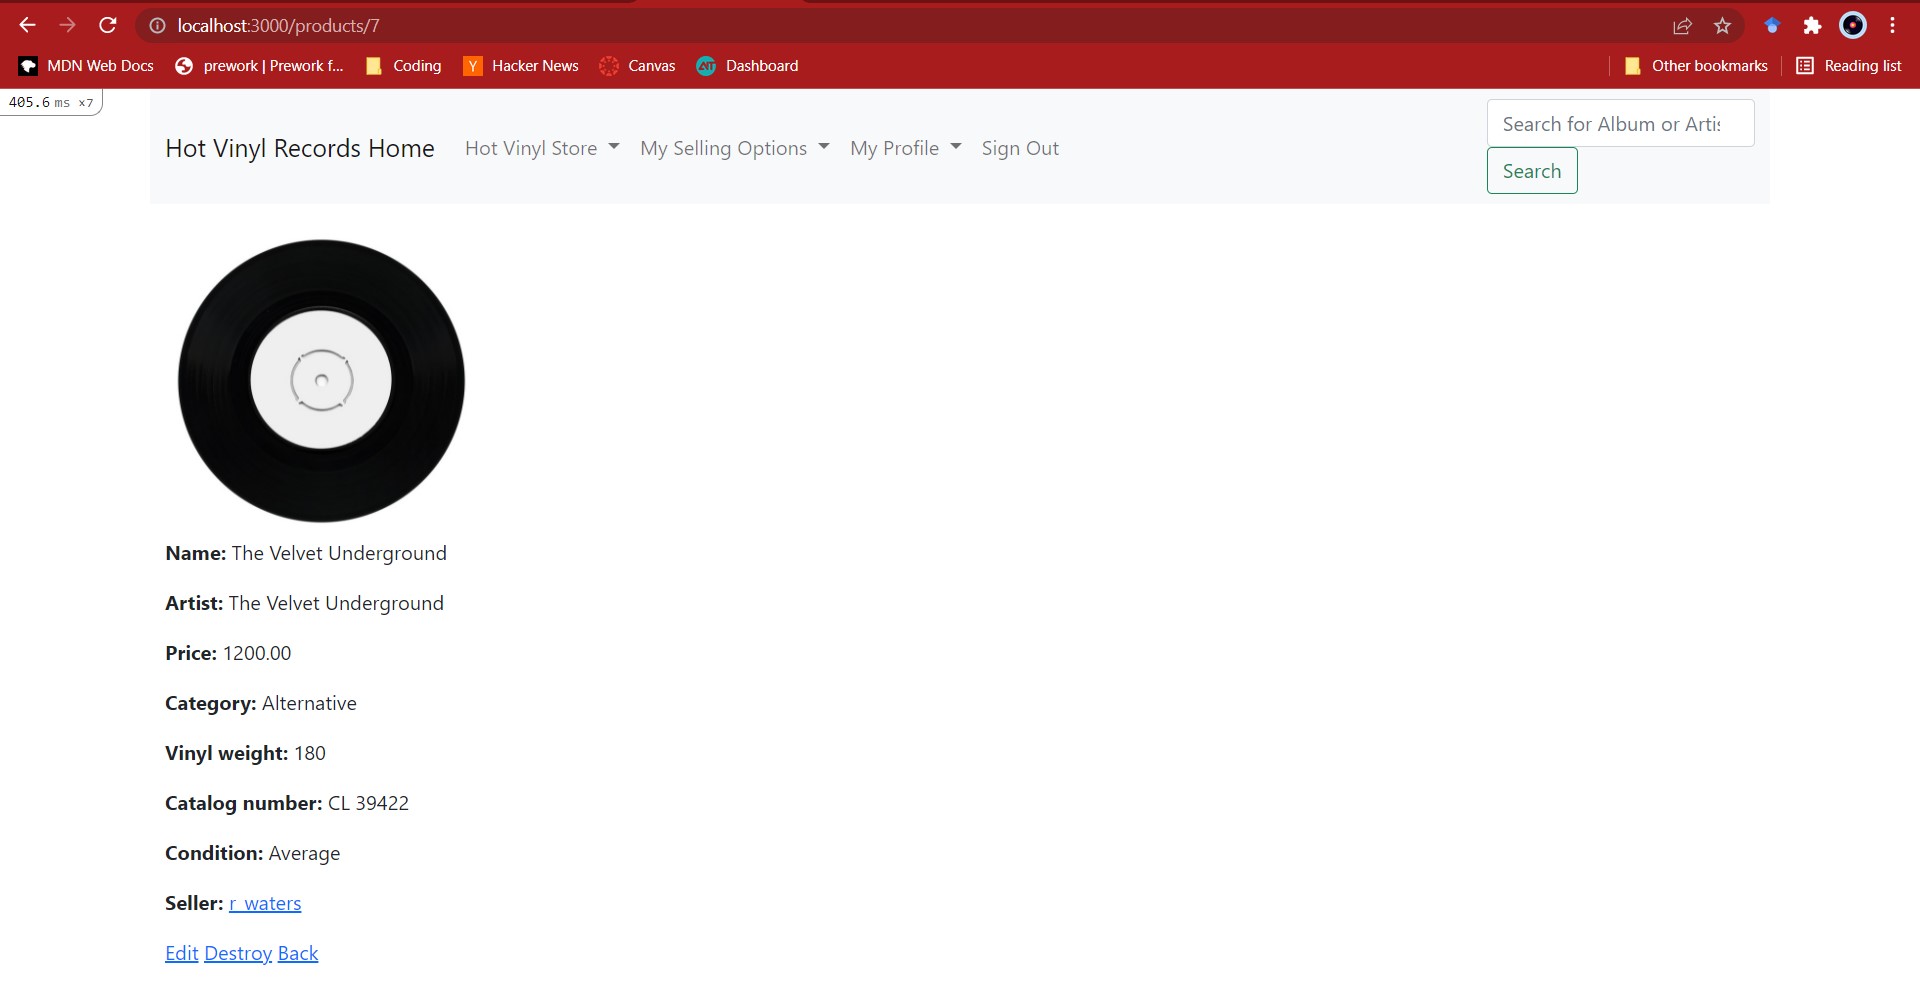 localhost:3000/products/7
MDN Web Docs prework | Prework f... Coding Y Hacker News Canvas AIT Dashboard Other bookmarks Reading list
405.6 ms ×7
Hot Vinyl Records Home Hot Vinyl Store My Selling Options My Profile Sign Out
Search for Album or Artis
Search
Name: The Velvet Underground
Artist: The Velvet Underground
Price: 1200.00
Category: Alternative
Vinyl weight: 180
Catalog number: CL 39422
Condition: Average
Seller: r_waters
Edit Destroy Back